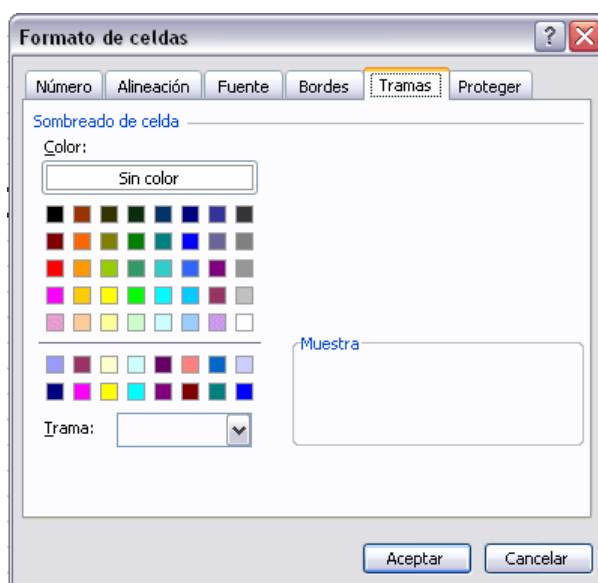 Formato de celdas
Número Alineación Fuente Bordes Tramas Proteger
Sombreado de celda
Color:
Sin color
Muestra
Trama:
Aceptar Cancelar